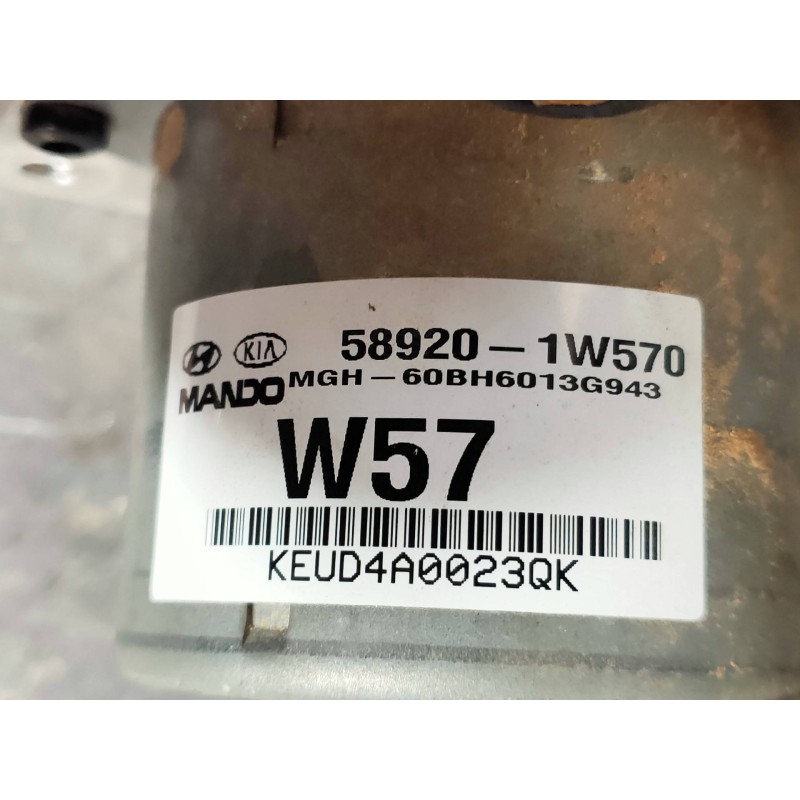 KIA 58920-1W570
MANDO MGH-60BH6013G943
W57
KEUD4A0023QK